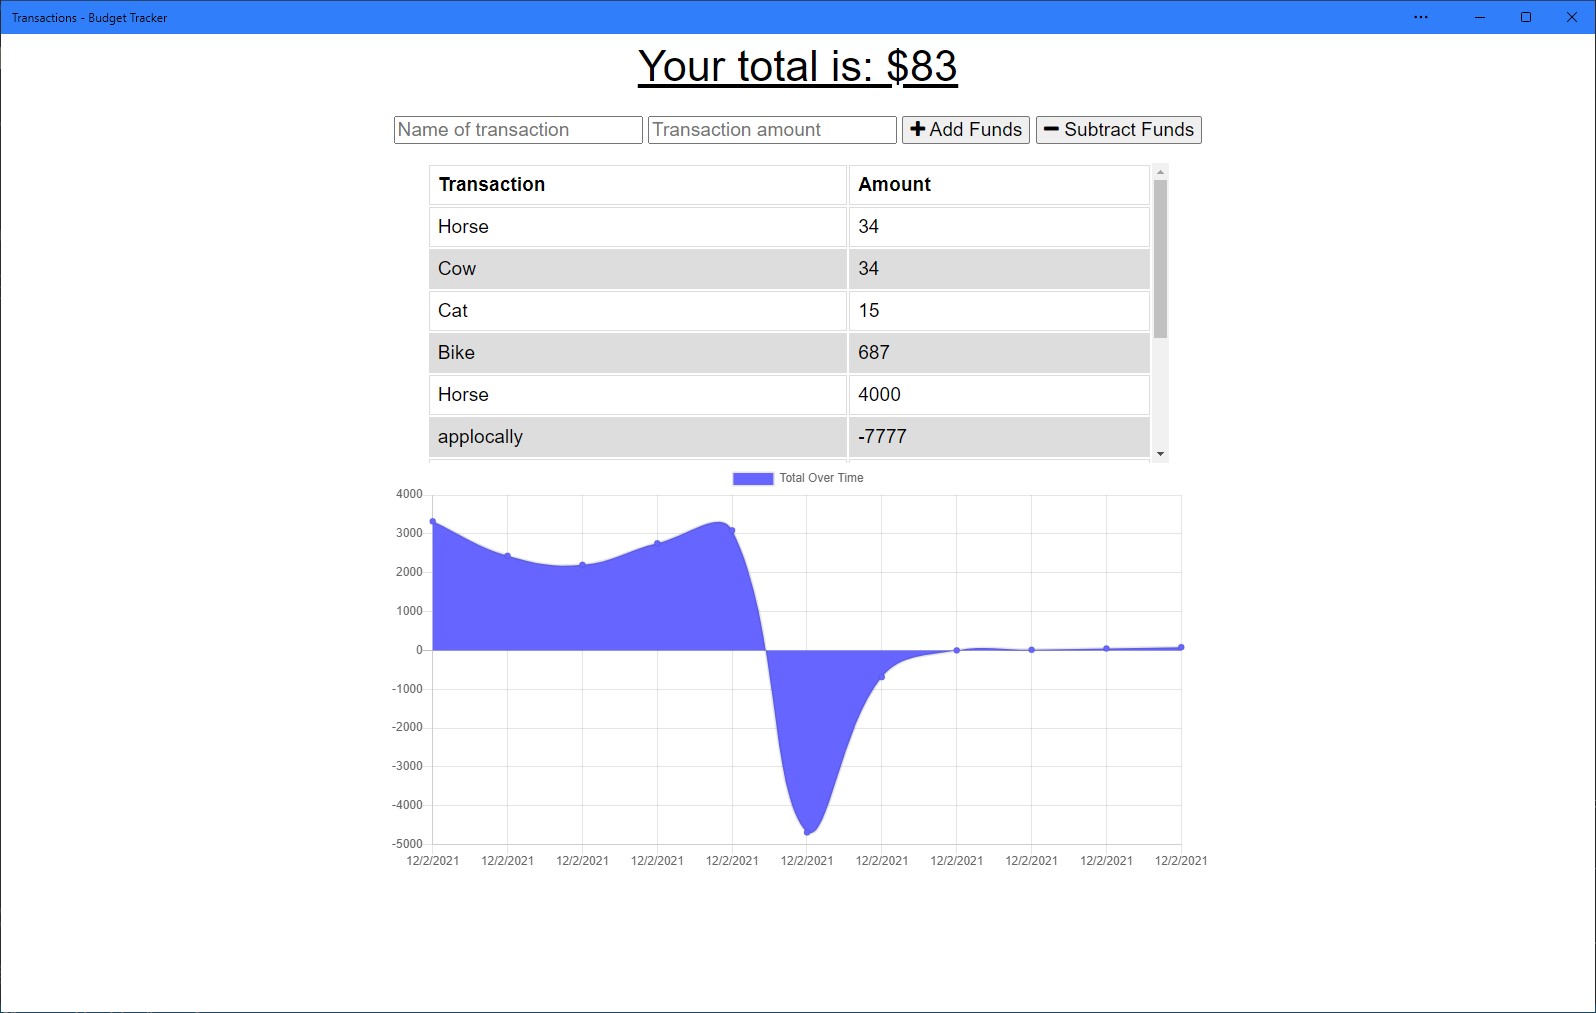 Transactions - Budget Tracker
Your total is: $83
Name of transaction Transaction amount Add Funds Subtract Funds
Transaction Amount
Horse 34
Cow 34
Cat 15
Bike 687
Horse 4000
applocally -7777
Total Over Time
4000
3000
2000
1000
0
-1000
-2000
-3000
-4000
-5000
12/2/2021 12/2/2021 12/2/2021 12/2/2021 12/2/2021 12/2/2021 12/2/2021 12/2/2021 12/2/2021 12/2/2021 12/2/2021